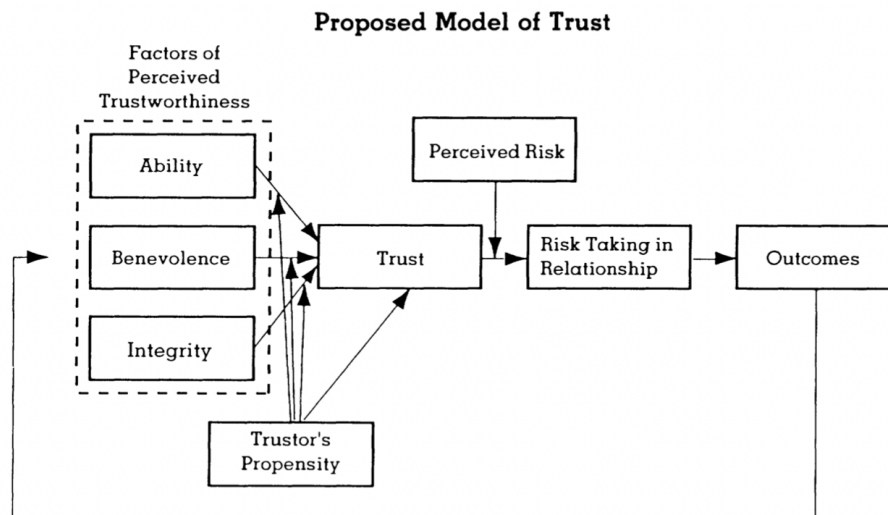 Proposed Model of Trust
Factors of
Perceived
Trustworthiness
Ability
Benevolence
Integrity
Trustor's
Propensity
Trust
Perceived Risk
Risk Taking in
Relationship
Outcomes